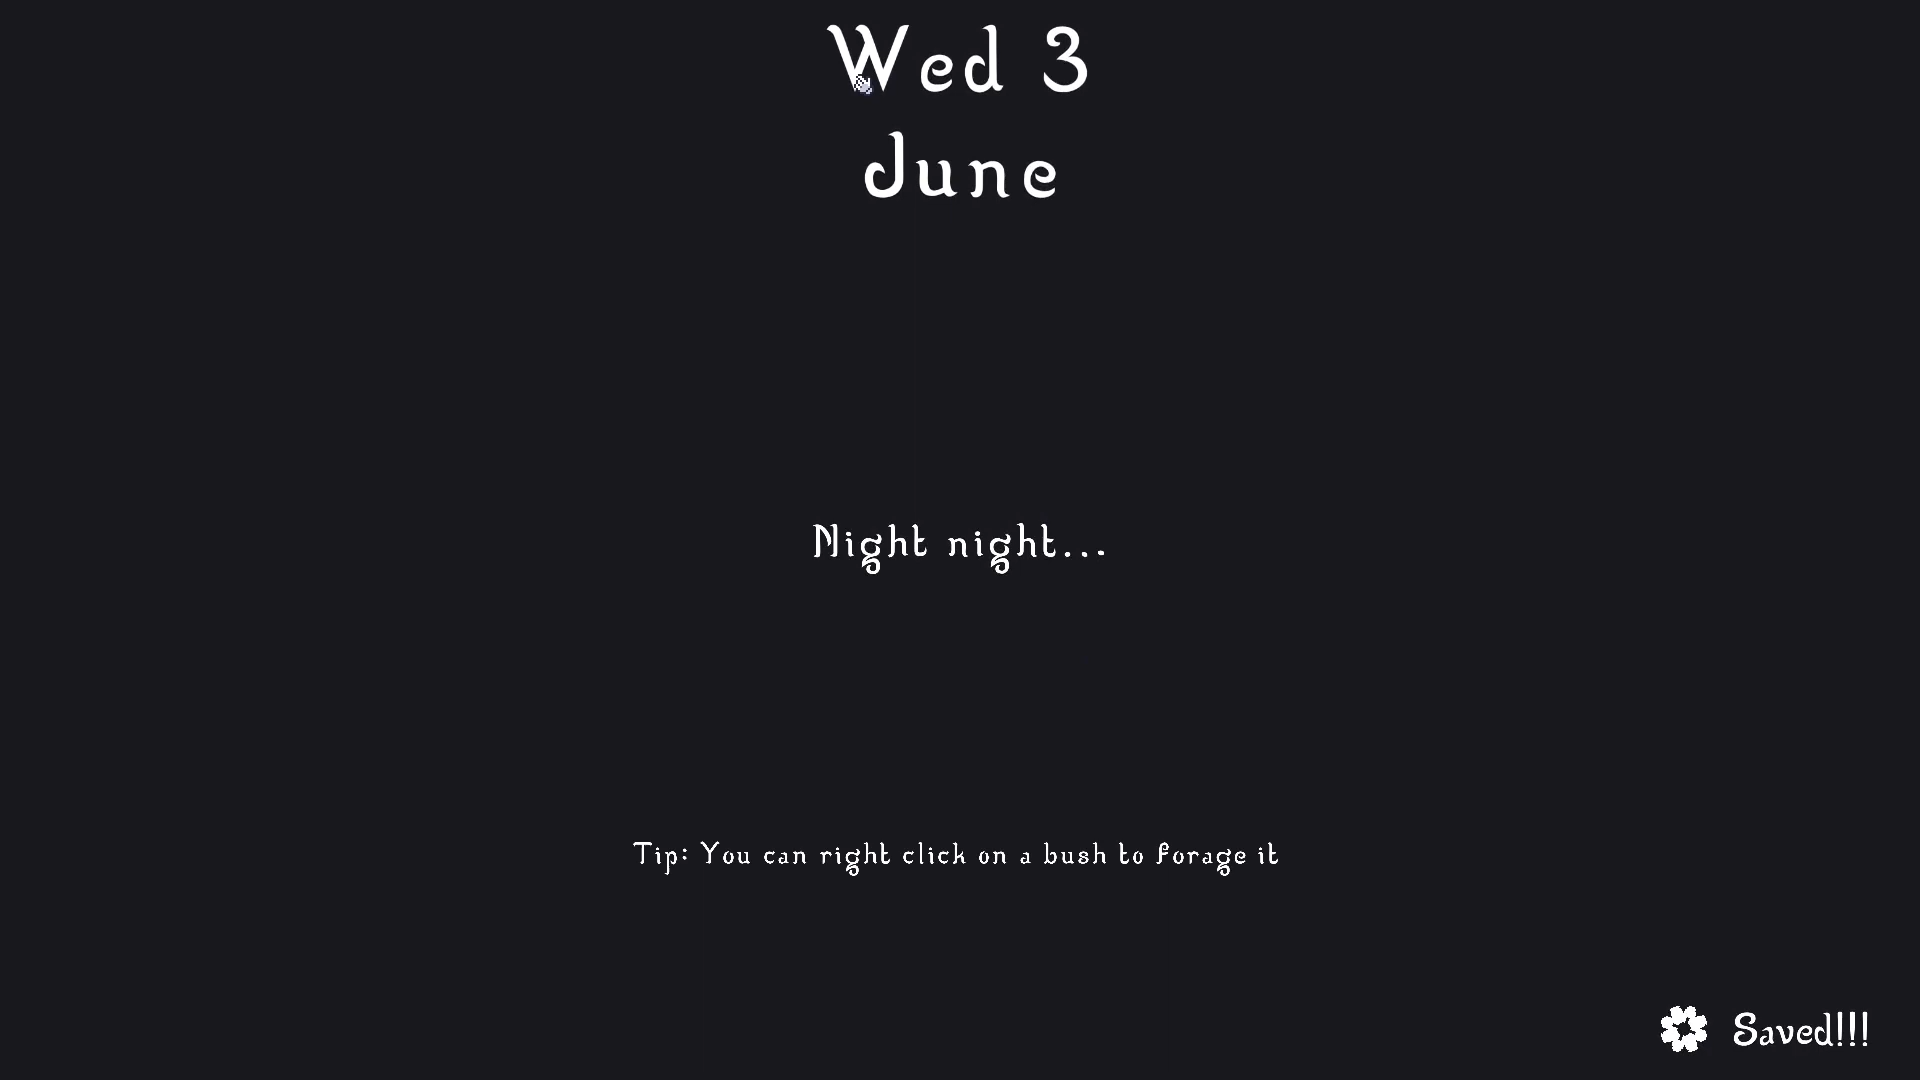 Wed 3
June
Night night...
Tip: You can right click on a bush to forage it
Saved!!!